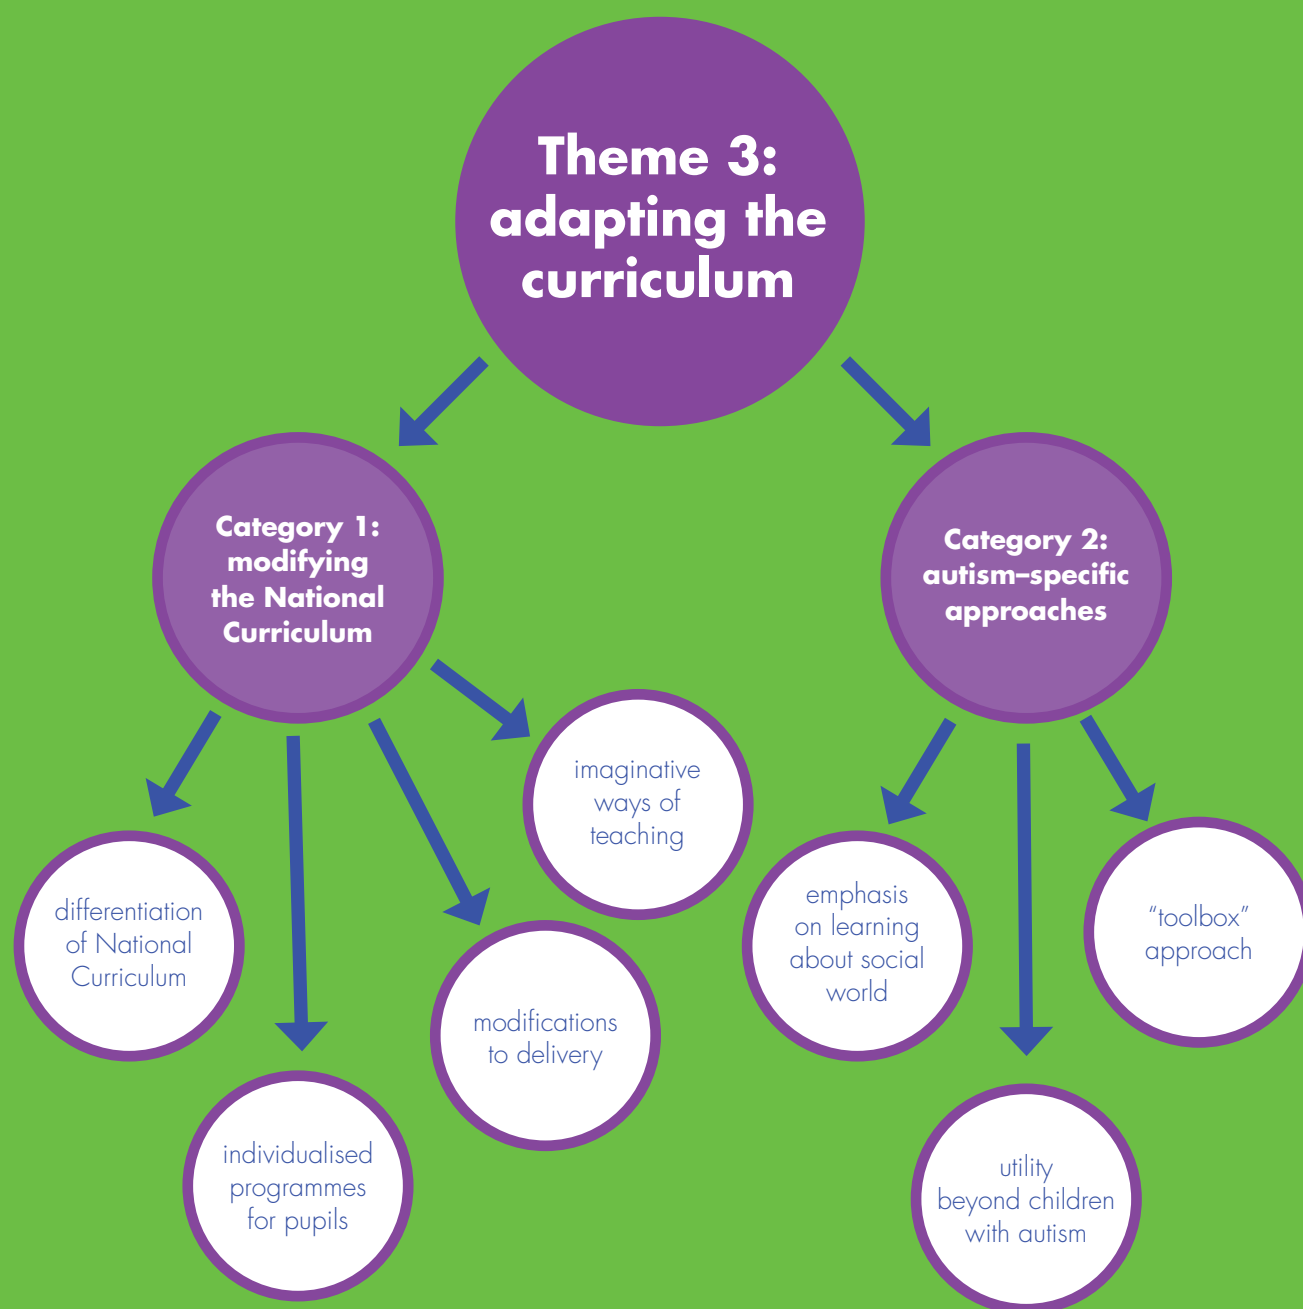 Theme 3:
adapting the
curriculum
Category 1:
modifying
the National
Curriculum
Category 2:
autism–specific
approaches
imaginative
ways of
teaching
differentiation
of National
Curriculum
emphasis
on learning
about social
world
“toolbox”
approach
modifications
to delivery
individualised
programmes
for pupils
utility
beyond children
with autism